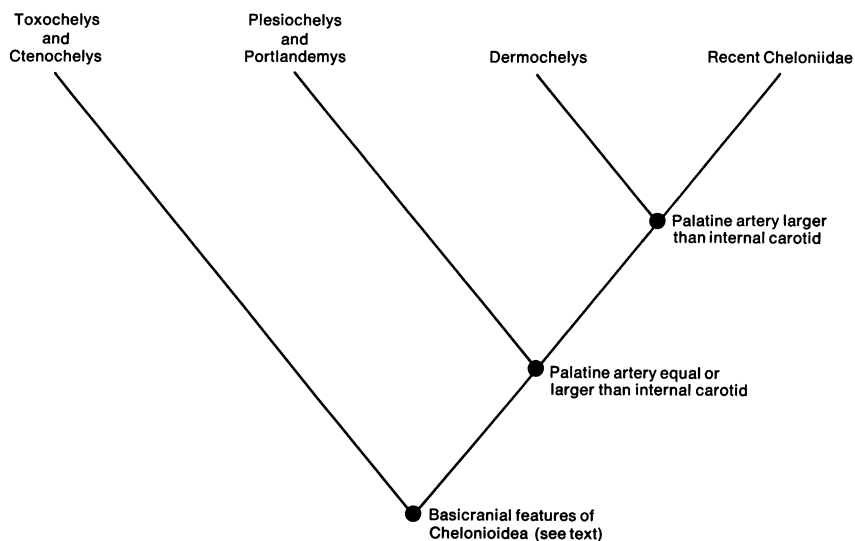 Toxochelys
and
Ctenochelys
Plesiochelys
and
Portlandemys
Dermochelys
Recent Cheloniidae
Palatine artery larger
than internal carotid
Palatine artery equal or
larger than internal carotid
Basicranial features of
Chelonioidea (see text)